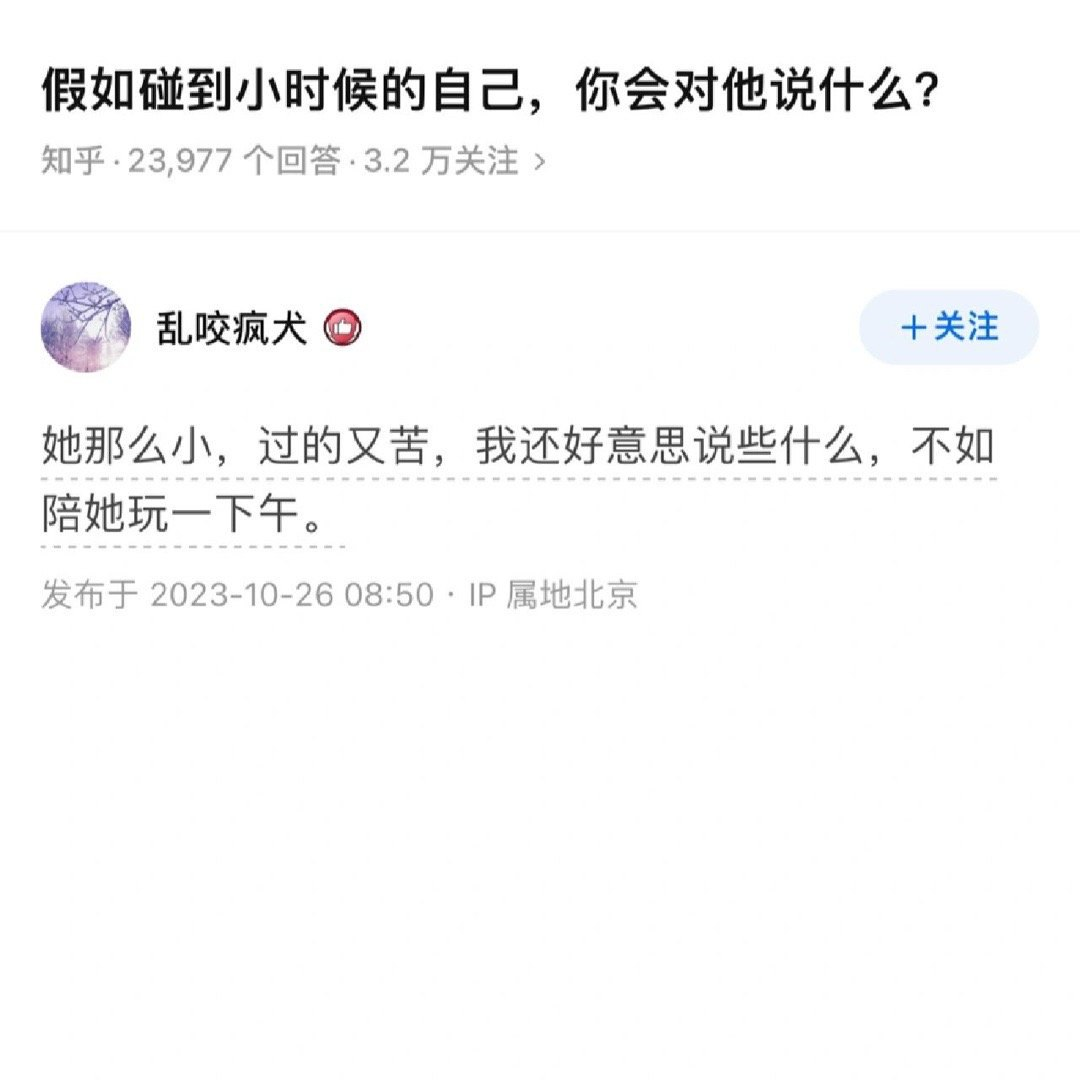 假如碰到小时候的自己，你会对他说什么？
知乎 · 23,977 个回答 · 3.2 万关注 >
乱咬疯犬
＋关注
她那么小，过的又苦，我还好意思说些什么，不如
陪她玩一下午。
发布于 2023-10-26 08:50 · IP 属地北京